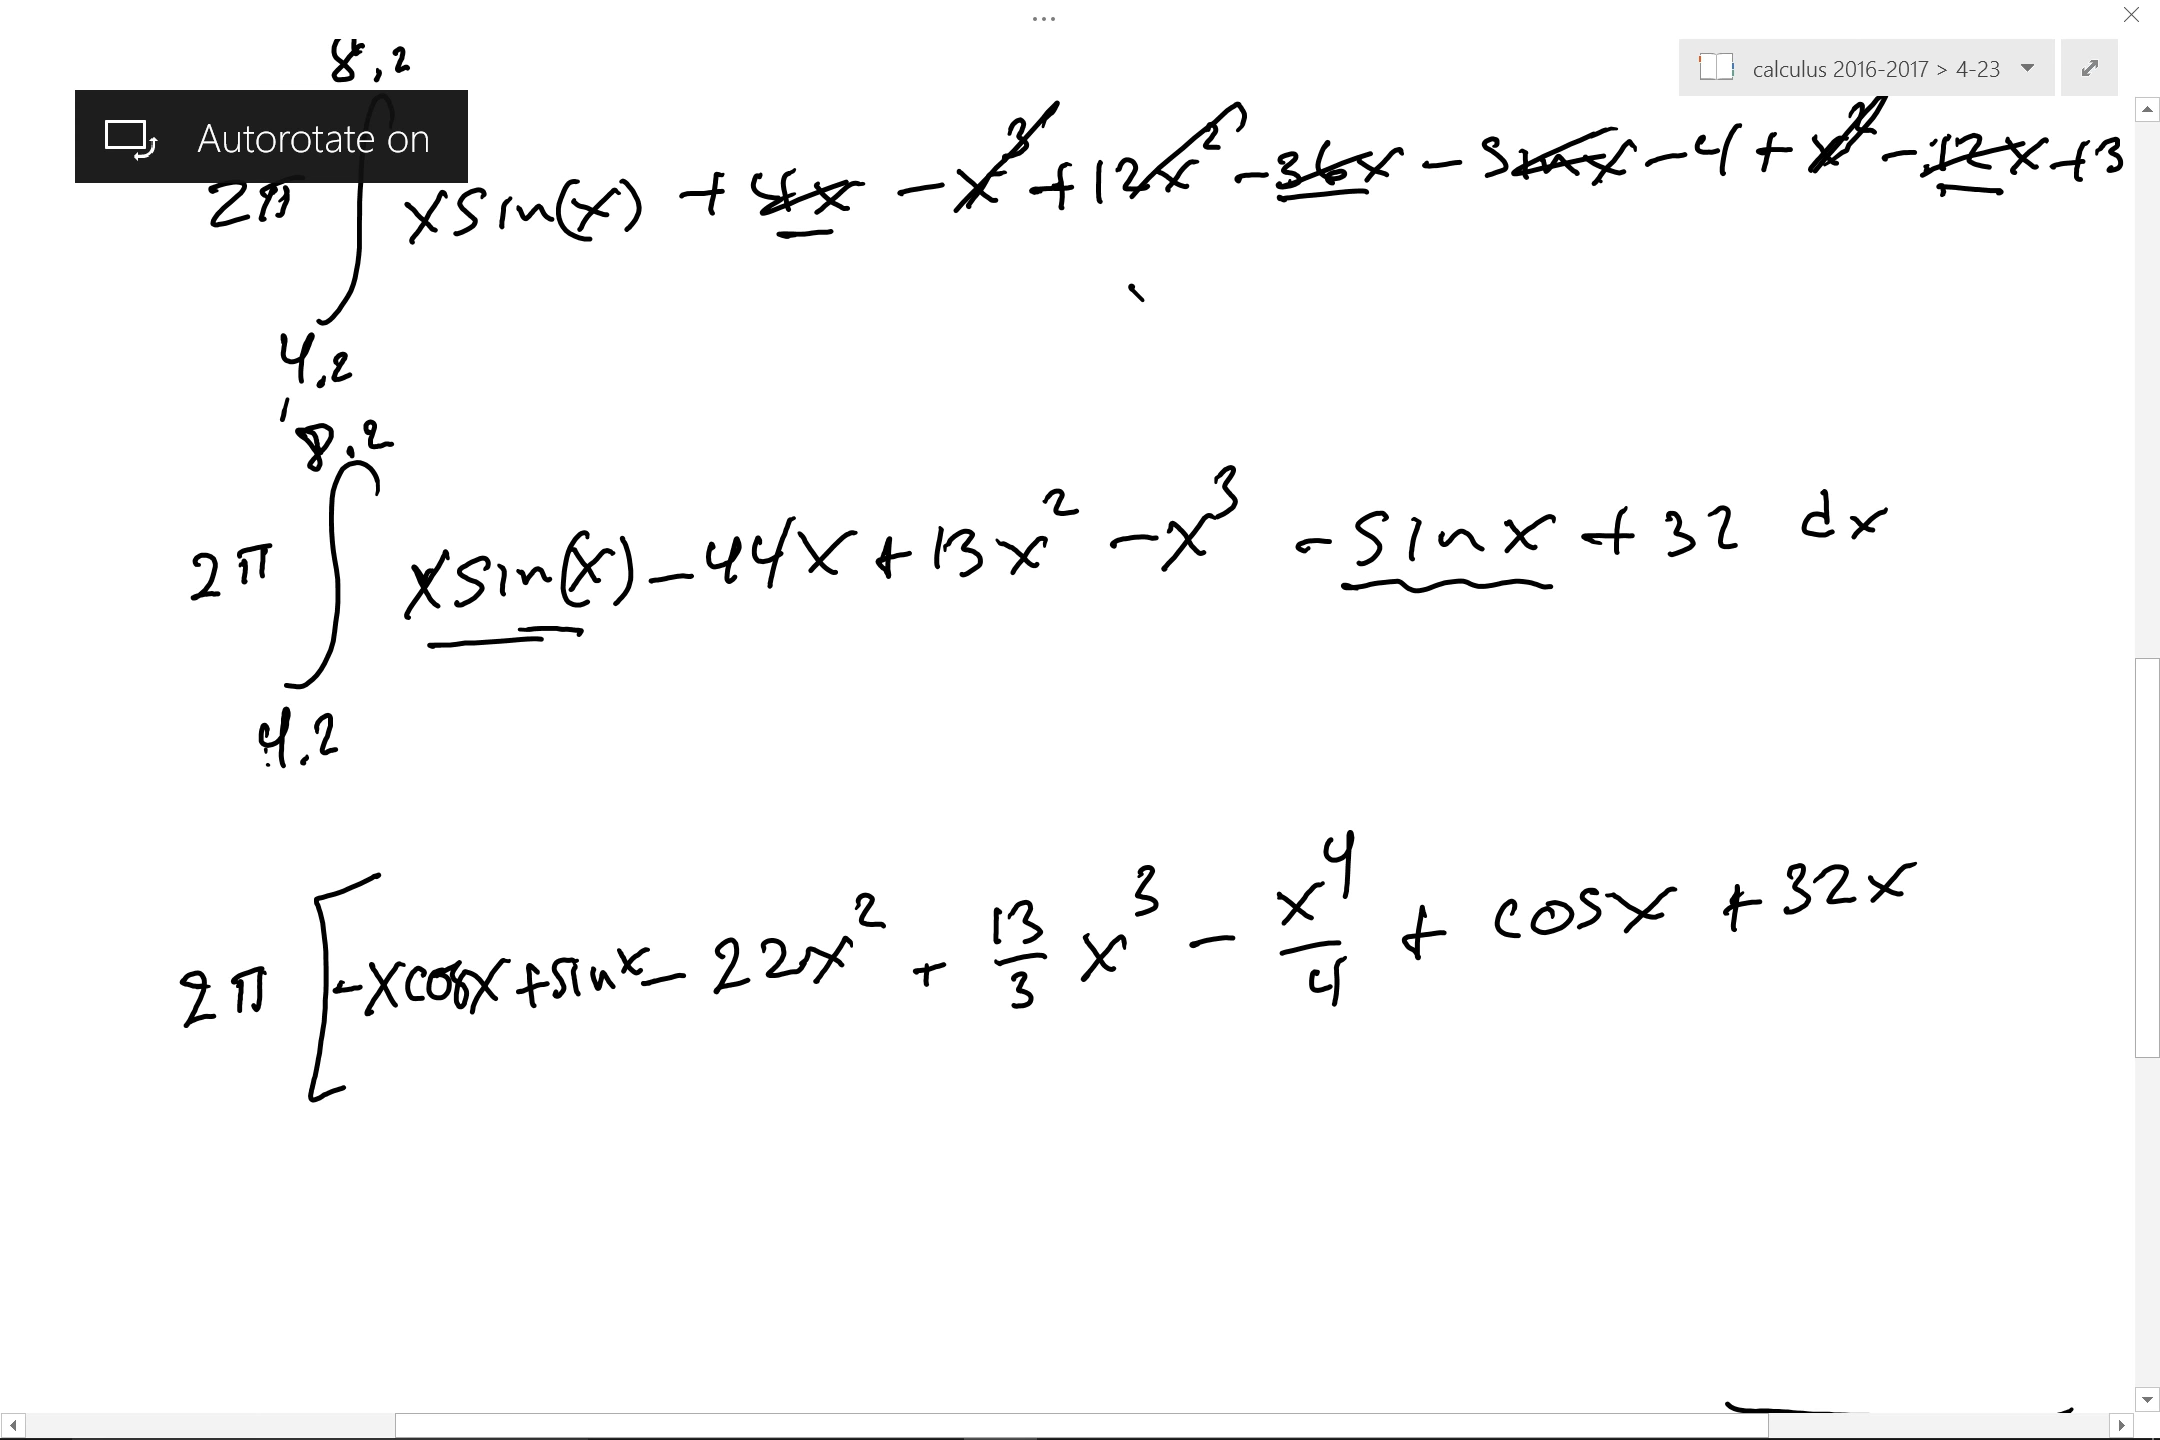 calculus 2016-2017 > 4-23
Autorotate on
8.2
2π ∫ xsin(x) + 4x - x³ + 12x² - 36x - sinx - 4 + x² - 12x + 3
4.2
8.2
2π ∫ xsin(x) - 44x + 13x² - x³ - sinx + 32 dx
4.2
2π [ -xcosx + sinx - 22x² + 13/3 x³ - x⁴/4 + cosx + 32x